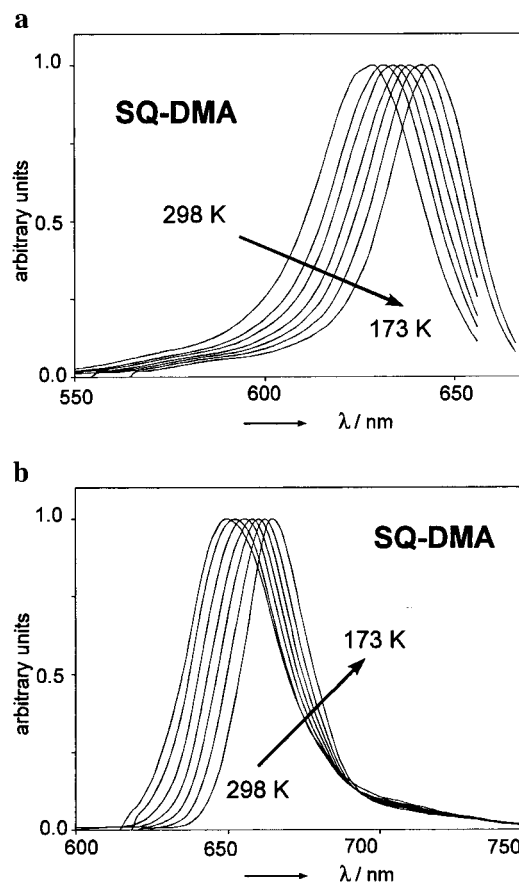 a
1.0
SQ-DMA
arbitrary units
0.5
298 K
173 K
0.0
550
600
650
λ / nm
b
1.0
SQ-DMA
arbitrary units
0.5
173 K
298 K
0.0
600
650
700
750
λ / nm